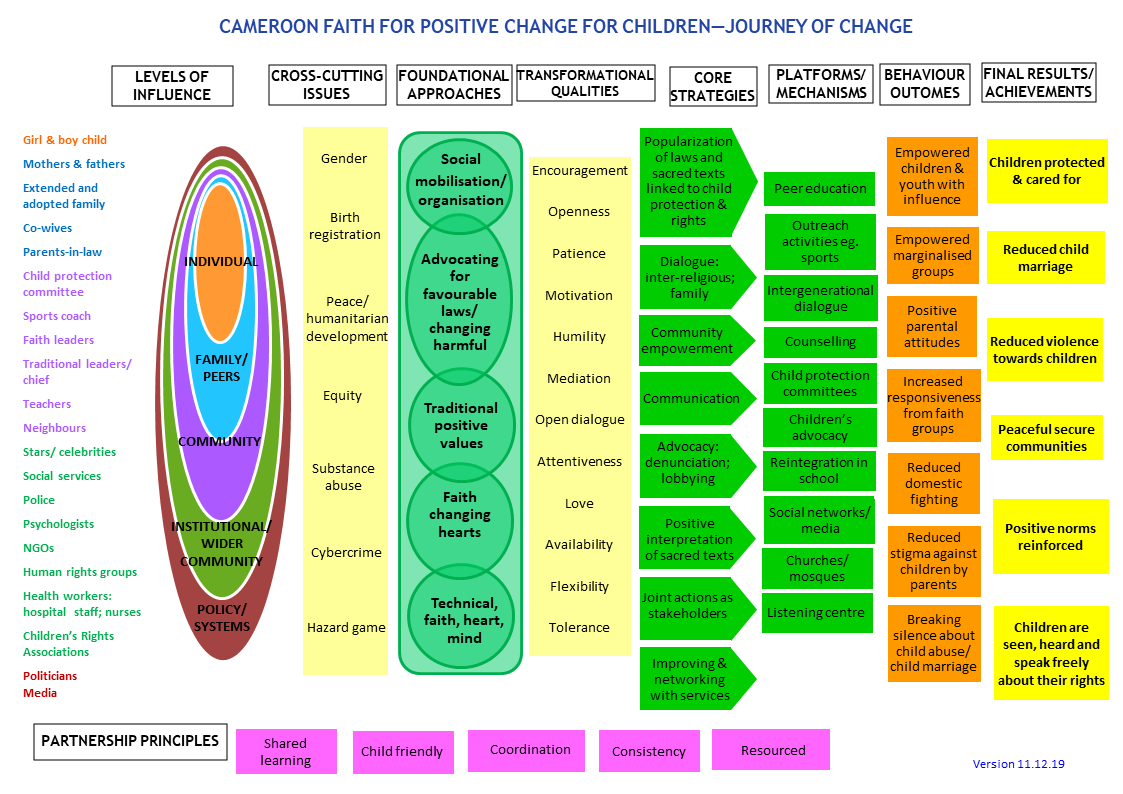 CAMEROON FAITH FOR POSITIVE CHANGE FOR CHILDREN—JOURNEY OF CHANGE
LEVELS OF
INFLUENCE
CROSS-CUTTING
ISSUES
FOUNDATIONAL
APPROACHES
TRANSFORMATIONAL
QUALITIES
CORE
STRATEGIES
PLATFORMS/
MECHANISMS
BEHAVIOUR
OUTCOMES
FINAL RESULTS/
ACHIEVEMENTS
Girl & boy child
Mothers & fathers
Extended and
adopted family
Co-wives
Parents-in-law
Child protection
committee
Sports coach
Faith leaders
Traditional leaders/
chief
Teachers
Neighbours
Stars/ celebrities
Social services
Police
Psychologists
NGOs
Human rights groups
Health workers:
hospital staff; nurses
Children's Rights
Associations
Politicians
Media
INDIVIDUAL
FAMILY/
PEERS
COMMUNITY
INSTITUTIONAL/
WIDER
COMMUNITY
POLICY/
SYSTEMS
Gender
Birth
registration
Peace/
humanitarian
development
Equity
Substance
abuse
Cybercrime
Hazard game
Social
mobilisation/
organisation
Advocating
for
favourable
laws/
changing
harmful
Traditional
positive
values
Faith
changing
hearts
Technical,
faith, heart,
mind
Encouragement
Openness
Patience
Motivation
Humility
Mediation
Open dialogue
Attentiveness
Love
Availability
Flexibility
Tolerance
Popularization
of laws and
sacred texts
linked to child
protection &
rights
Dialogue:
inter-religious;
family
Community
empowerment
Communication
Advocacy:
denunciation;
lobbying
Positive
interpretation
of sacred texts
Joint actions as
stakeholders
Improving &
networking
with services
Peer education
Outreach
activities eg.
sports
Intergenerational
dialogue
Counselling
Child protection
committees
Children's
advocacy
Reintegration in
school
Social networks/
media
Churches/
mosques
Listening centre
Empowered
children &
youth with
influence
Empowered
marginalised
groups
Positive
parental
attitudes
Increased
responsiveness
from faith
groups
Reduced
domestic
fighting
Reduced
stigma against
children by
parents
Breaking
silence about
child abuse/
child marriage
Children protected
& cared for
Reduced child
marriage
Reduced violence
towards children
Peaceful secure
communities
Positive norms
reinforced
Children are
seen, heard and
speak freely
about their rights
PARTNERSHIP PRINCIPLES
Shared
learning
Child friendly
Coordination
Consistency
Resourced
Version 11.12.19